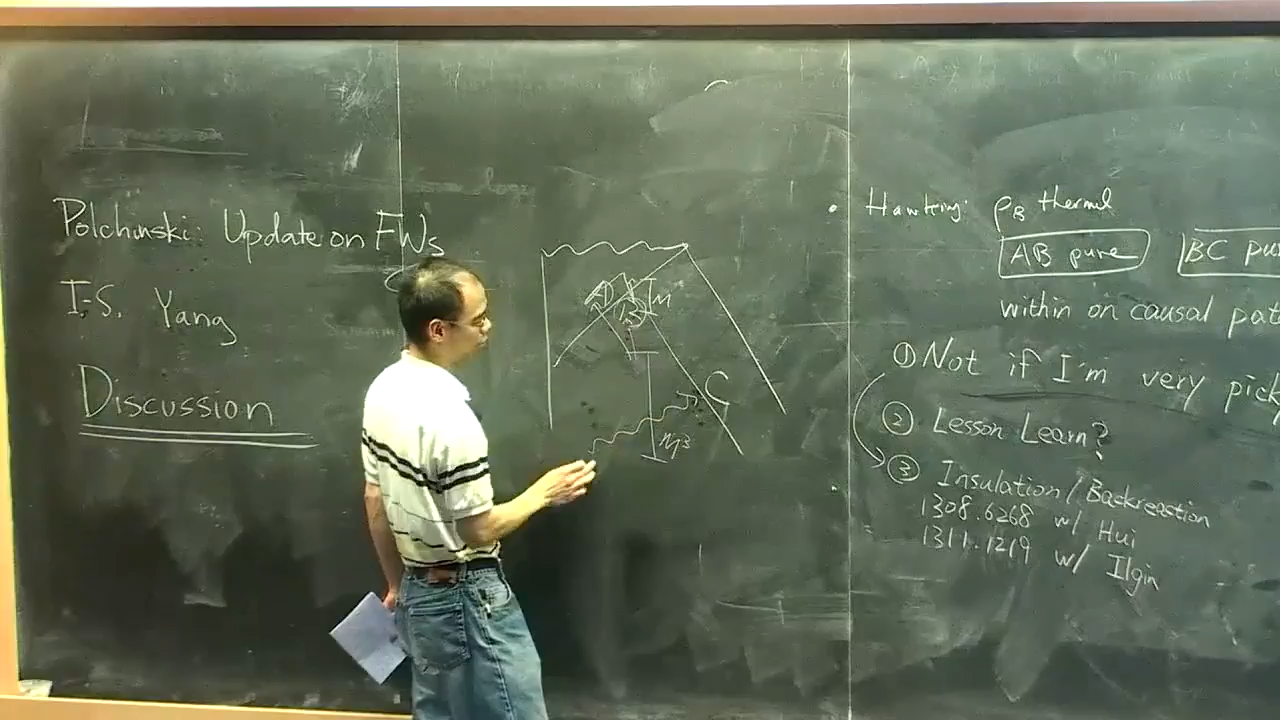 Polchinski: Update on FWs
I-S. Yang
Discussion
A
B
M
C
M³
• Hawking: ρB thermal
AB pure
BC pu
within on causal pat
① Not if I'm very pick
② Lesson Learn?
③ Insulation/Backreaction
1308.6268 w/ Hui
1311.1219 w/ Ilgin